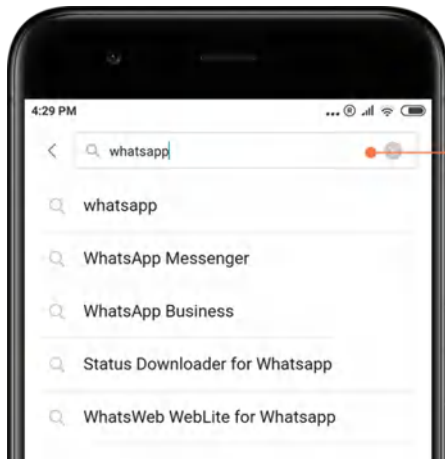 4:29 PM
whatsapp
whatsapp
WhatsApp Messenger
WhatsApp Business
Status Downloader for Whatsapp
WhatsWeb WebLite for Whatsapp